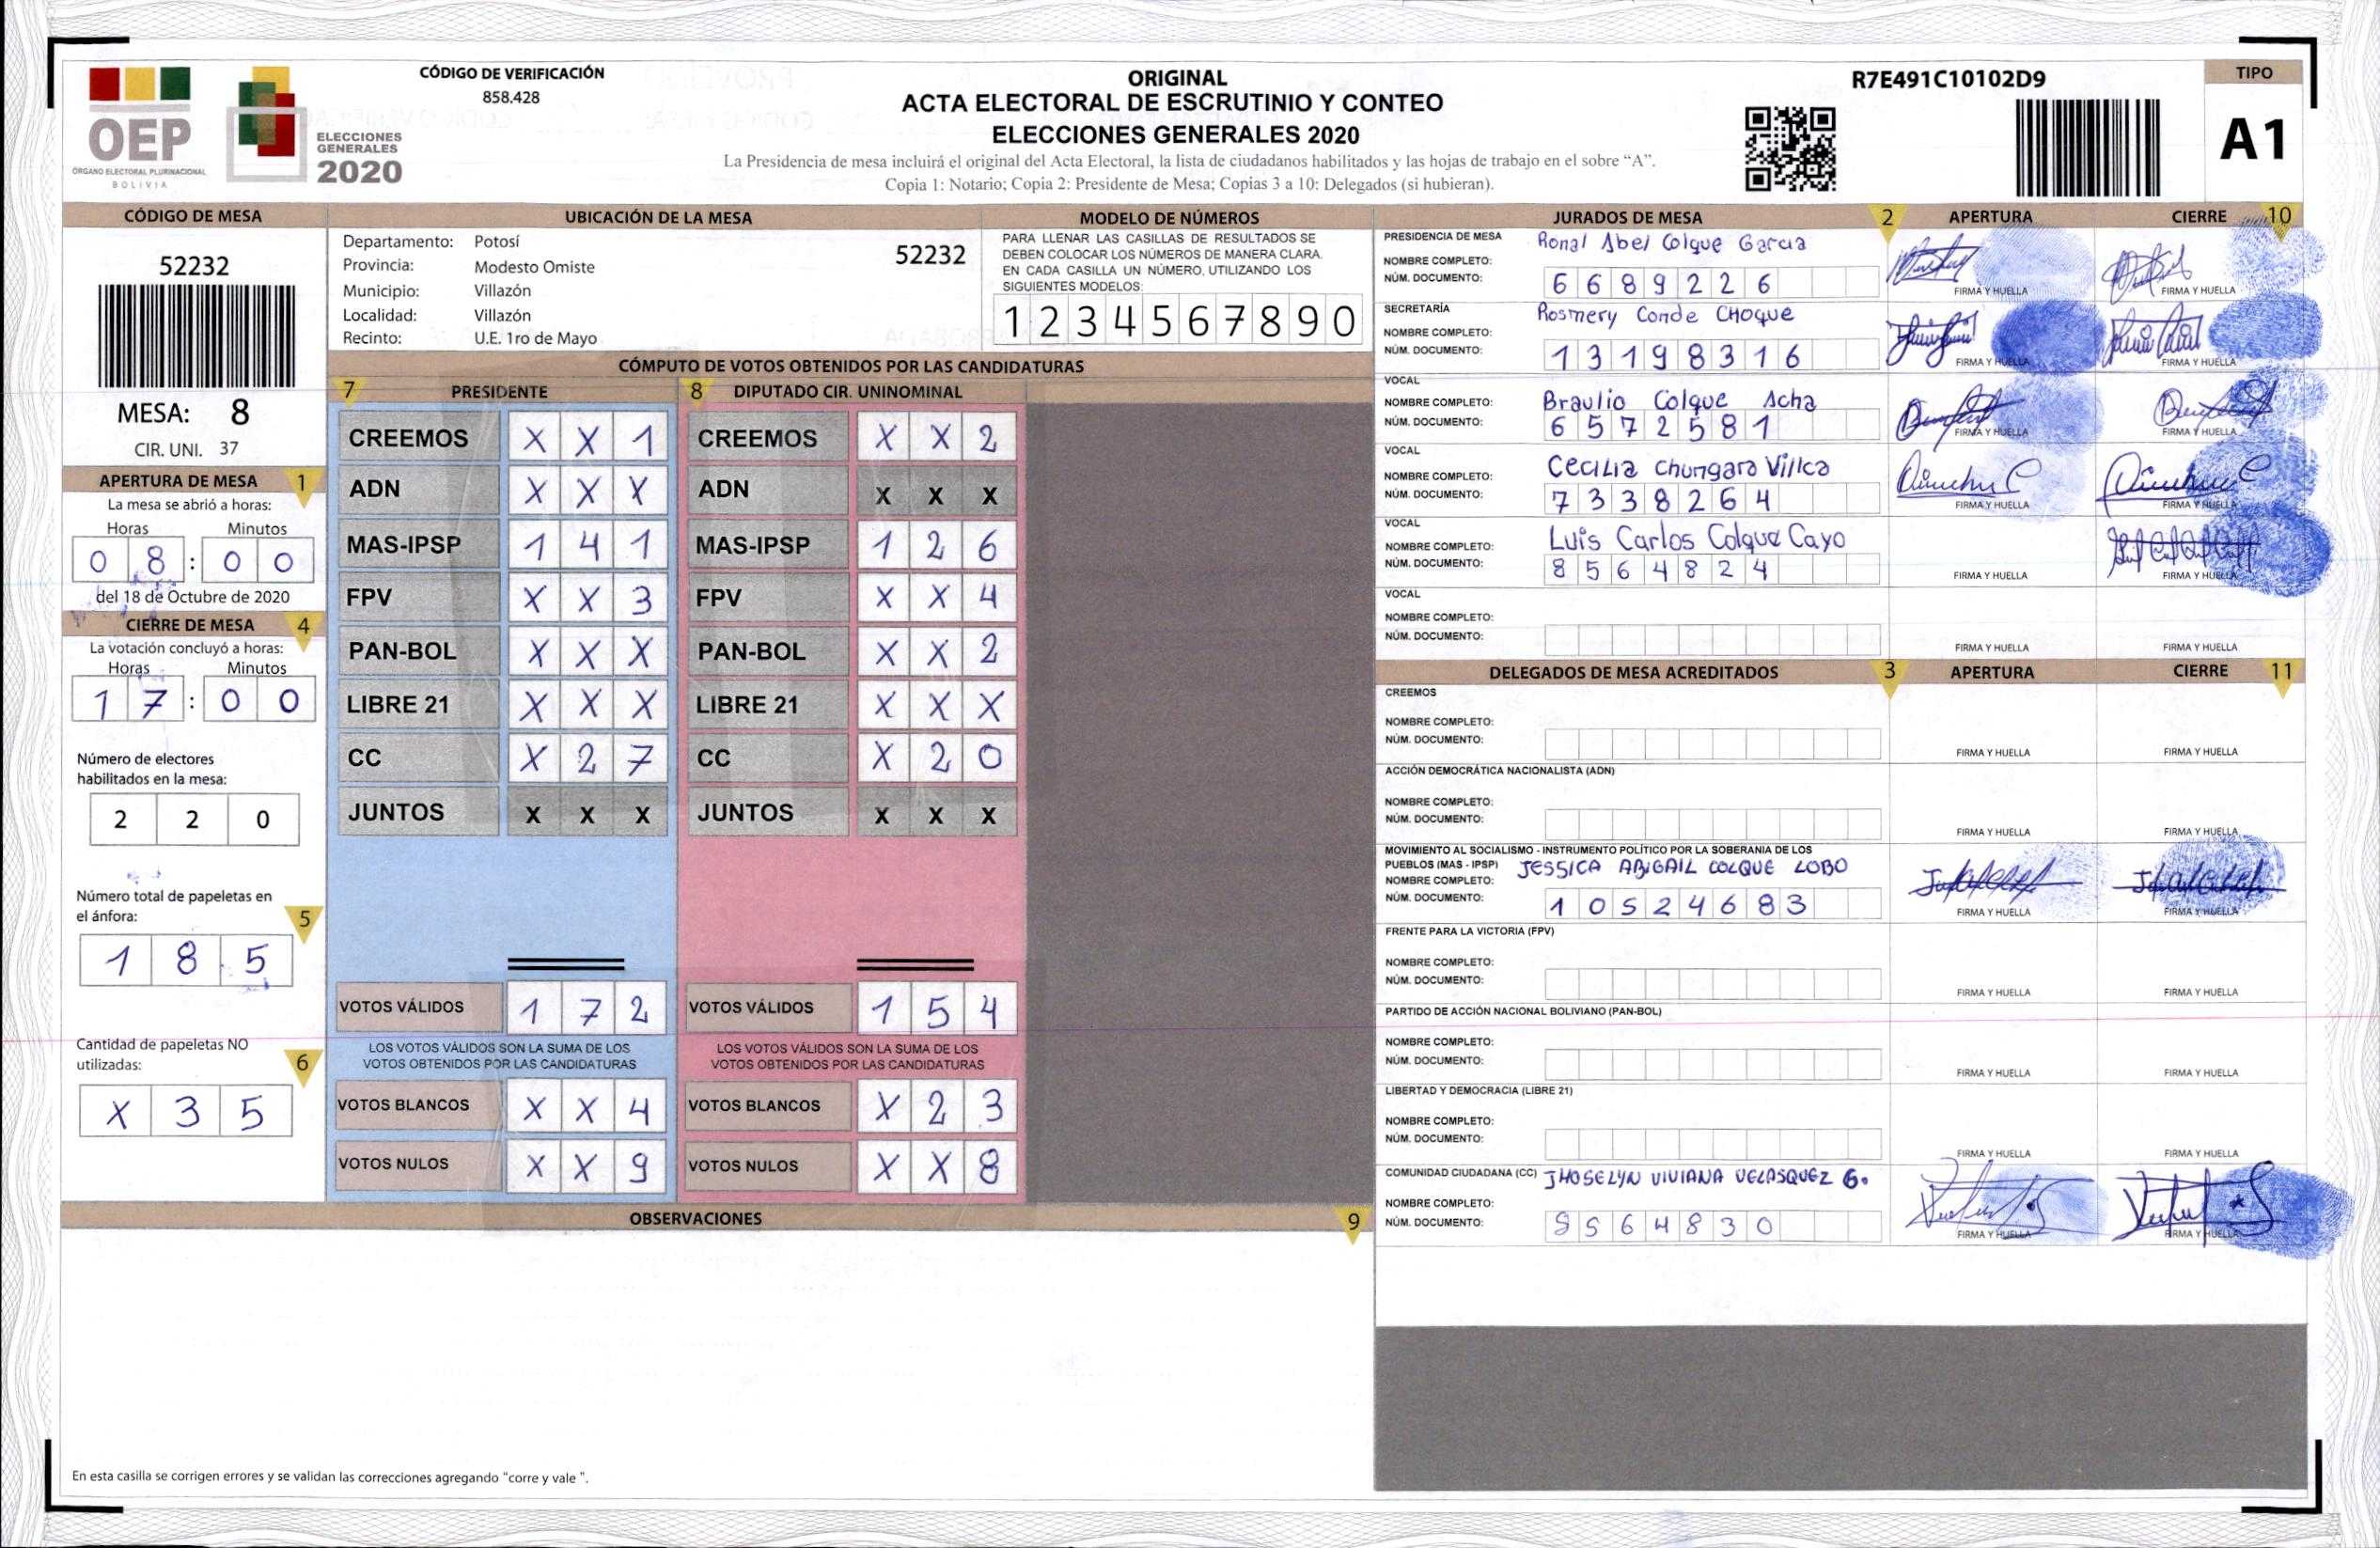 OEP
ÓRGANO ELECTORAL PLURINACIONAL
BOLIVIA
ELECCIONES
GENERALES
2020
CÓDIGO DE VERIFICACIÓN
858.428
ORIGINAL
ACTA ELECTORAL DE ESCRUTINIO Y CONTEO
ELECCIONES GENERALES 2020
La Presidencia de mesa incluirá el original del Acta Electoral, la lista de ciudadanos habilitados y las hojas de trabajo en el sobre “A”.
Copia 1: Notario; Copia 2: Presidente de Mesa; Copias 3 a 10: Delegados (si hubieran).
R7E491C10102D9
TIPO
A1
CÓDIGO DE MESA
52232
MESA: 8
CIR. UNI. 37
APERTURA DE MESA 1
La mesa se abrió a horas:
Horas Minutos
0 8 : 0 0
del 18 de Octubre de 2020
CIERRE DE MESA 4
La votación concluyó a horas:
Horas Minutos
1 7 : 0 0
Número de electores
habilitados en la mesa:
2 2 0
Número total de papeletas en
el ánfora: 5
1 8 5
Cantidad de papeletas NO
utilizadas: 6
X 3 5
UBICACIÓN DE LA MESA
Departamento: Potosí 52232
Provincia: Modesto Omiste
Municipio: Villazón
Localidad: Villazón
Recinto: U.E. 1ro de Mayo
MODELO DE NÚMEROS
PARA LLENAR LAS CASILLAS DE RESULTADOS SE
DEBEN COLOCAR LOS NÚMEROS DE MANERA CLARA.
EN CADA CASILLA UN NÚMERO, UTILIZANDO LOS
SIGUIENTES MODELOS:
1 2 3 4 5 6 7 8 9 0
CÓMPUTO DE VOTOS OBTENIDOS POR LAS CANDIDATURAS
7 PRESIDENTE
CREEMOS X X 1
ADN X X X
MAS-IPSP 1 4 1
FPV X X 3
PAN-BOL X X X
LIBRE 21 X X X
CC X 2 7
JUNTOS X X X
VOTOS VÁLIDOS 1 7 2
LOS VOTOS VÁLIDOS SON LA SUMA DE LOS
VOTOS OBTENIDOS POR LAS CANDIDATURAS
VOTOS BLANCOS X X 4
VOTOS NULOS X X 9
8 DIPUTADO CIR. UNINOMINAL
CREEMOS X X 2
ADN X X X
MAS-IPSP 1 2 6
FPV X X 4
PAN-BOL X X 2
LIBRE 21 X X X
CC X 2 0
JUNTOS X X X
VOTOS VÁLIDOS 1 5 4
LOS VOTOS VÁLIDOS SON LA SUMA DE LOS
VOTOS OBTENIDOS POR LAS CANDIDATURAS
VOTOS BLANCOS X 2 3
VOTOS NULOS X X 8
OBSERVACIONES 9
En esta casilla se corrigen errores y se validan las correcciones agregando "corre y vale ".
JURADOS DE MESA 2 APERTURA CIERRE 10
PRESIDENCIA DE MESA Ronal Abel Colque Garcia
NOMBRE COMPLETO:
NÚM. DOCUMENTO: 6 6 8 9 2 2 6
FIRMA Y HUELLA FIRMA Y HUELLA
SECRETARÍA Rosmery Conde CHoque
NOMBRE COMPLETO:
NÚM. DOCUMENTO: 1 3 1 9 8 3 1 6
FIRMA Y HUELLA FIRMA Y HUELLA
VOCAL
NOMBRE COMPLETO: Braulio Colque Acha
NÚM. DOCUMENTO: 6 5 7 2 5 8 1
FIRMA Y HUELLA FIRMA Y HUELLA
VOCAL
NOMBRE COMPLETO: Cecilia Chungara Villca
NÚM. DOCUMENTO: 7 3 3 8 2 6 4
FIRMA Y HUELLA FIRMA Y HUELLA
VOCAL
NOMBRE COMPLETO: Luis Carlos Colque Cayo
NÚM. DOCUMENTO: 8 5 6 4 8 2 4
FIRMA Y HUELLA FIRMA Y HUELLA
VOCAL
NOMBRE COMPLETO:
NÚM. DOCUMENTO:
FIRMA Y HUELLA FIRMA Y HUELLA
DELEGADOS DE MESA ACREDITADOS 3 APERTURA CIERRE 11
CREEMOS
NOMBRE COMPLETO:
NÚM. DOCUMENTO:
FIRMA Y HUELLA FIRMA Y HUELLA
ACCIÓN DEMOCRÁTICA NACIONALISTA (ADN)
NOMBRE COMPLETO:
NÚM. DOCUMENTO:
FIRMA Y HUELLA FIRMA Y HUELLA
MOVIMIENTO AL SOCIALISMO - INSTRUMENTO POLÍTICO POR LA SOBERANIA DE LOS
PUEBLOS (MAS - IPSP) JESSICA ABIGAIL COLQUE LOBO
NOMBRE COMPLETO:
NÚM. DOCUMENTO: 1 0 5 2 4 6 8 3
FIRMA Y HUELLA FIRMA Y HUELLA
FRENTE PARA LA VICTORIA (FPV)
NOMBRE COMPLETO:
NÚM. DOCUMENTO:
FIRMA Y HUELLA FIRMA Y HUELLA
PARTIDO DE ACCIÓN NACIONAL BOLIVIANO (PAN-BOL)
NOMBRE COMPLETO:
NÚM. DOCUMENTO:
FIRMA Y HUELLA FIRMA Y HUELLA
LIBERTAD Y DEMOCRACIA (LIBRE 21)
NOMBRE COMPLETO:
NÚM. DOCUMENTO:
FIRMA Y HUELLA FIRMA Y HUELLA
COMUNIDAD CIUDADANA (CC) JHOSELYN VIVIANA VELASQUEZ G.
NOMBRE COMPLETO:
NÚM. DOCUMENTO: 5 6 4 8 3 0
FIRMA Y HUELLA FIRMA Y HUELLA